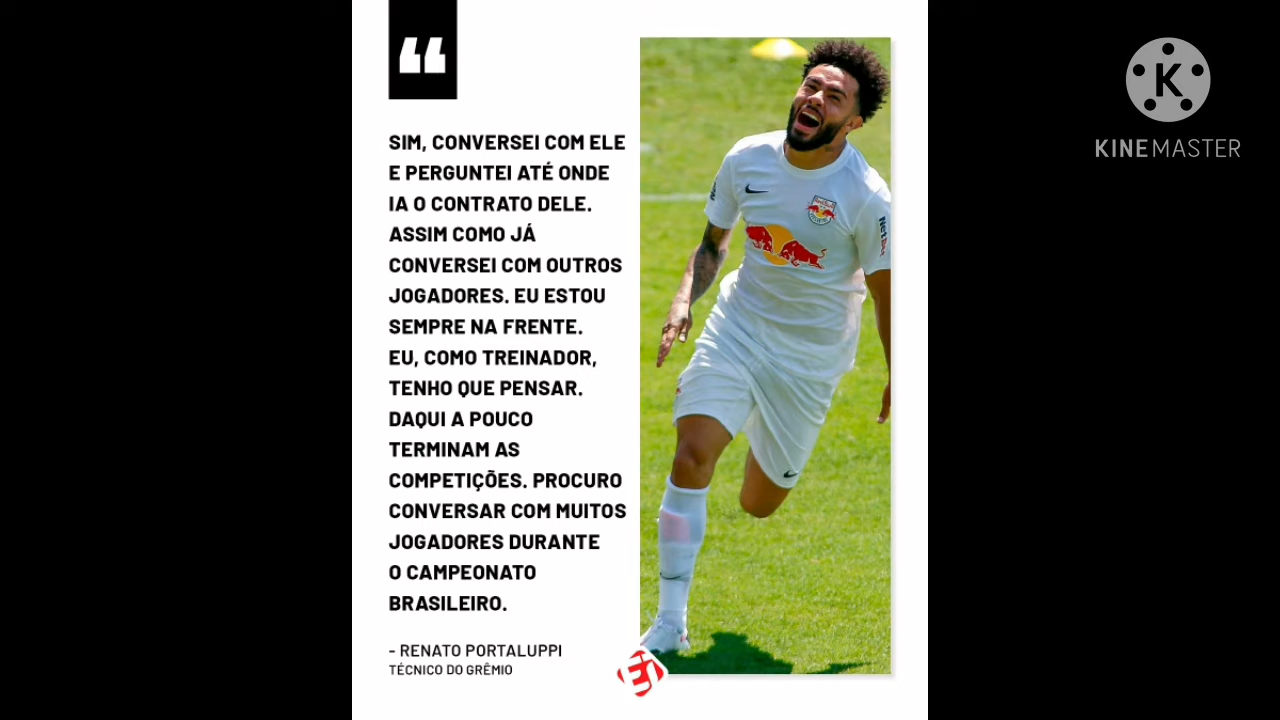 “
SIM, CONVERSEI COM ELE
E PERGUNTEI ATÉ ONDE
IA O CONTRATO DELE.
ASSIM COMO JÁ
CONVERSEI COM OUTROS
JOGADORES. EU ESTOU
SEMPRE NA FRENTE.
EU, COMO TREINADOR,
TENHO QUE PENSAR.
DAQUI A POUCO
TERMINAM AS
COMPETIÇÕES. PROCURO
CONVERSAR COM MUITOS
JOGADORES DURANTE
O CAMPEONATO
BRASILEIRO.
- RENATO PORTALUPPI
TÉCNICO DO GRÊMIO
EI
K
KINEMASTER